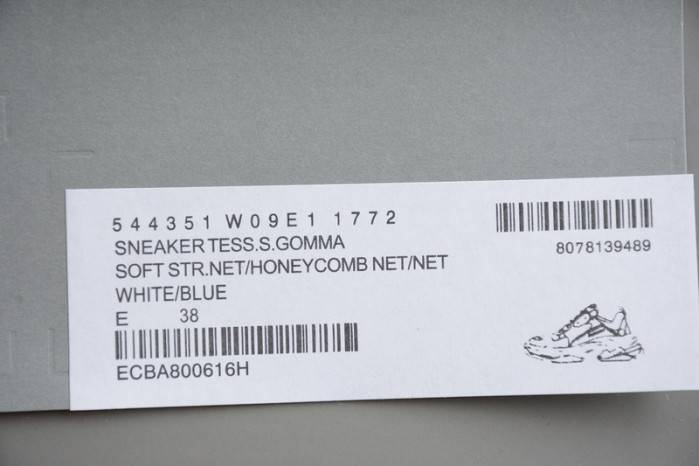 544351 W09E1 1772
SNEAKER TESS.S.GOMMA
SOFT STR.NET/HONEYCOMB NET/NET
WHITE/BLUE
E 38
ECBA800616H
8078139489